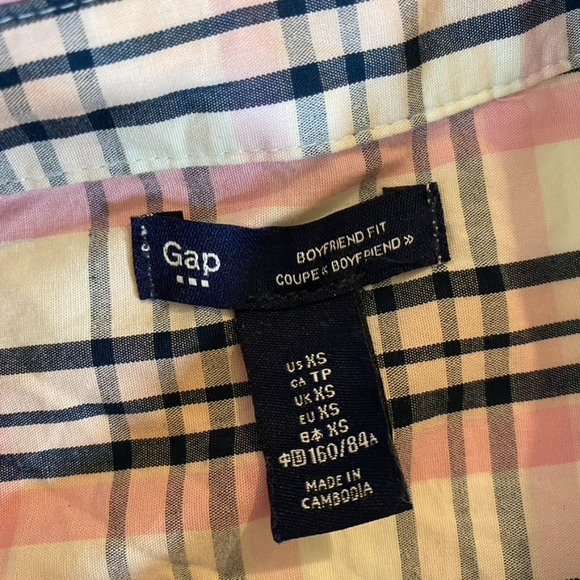 Gap
BOYFRIEND FIT
COUPE « BOYFRIEND »
US XS
CA TP
UK XS
EU XS
日本 XS
中国 160/84A
MADE IN
CAMBODIA